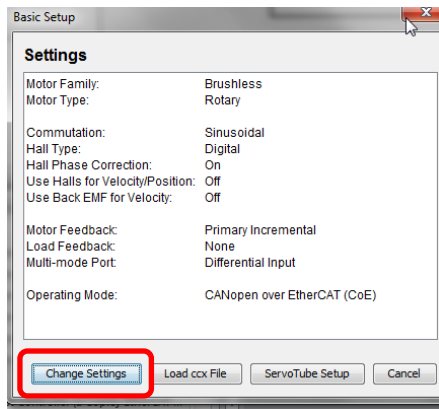 Basic Setup
Settings
Motor Family: Brushless
Motor Type: Rotary
Commutation: Sinusoidal
Hall Type: Digital
Hall Phase Correction: On
Use Halls for Velocity/Position: Off
Use Back EMF for Velocity: Off
Motor Feedback: Primary Incremental
Load Feedback: None
Multi-mode Port: Differential Input
Operating Mode: CANopen over EtherCAT (CoE)
Change Settings Load ccx File ServoTube Setup Cancel